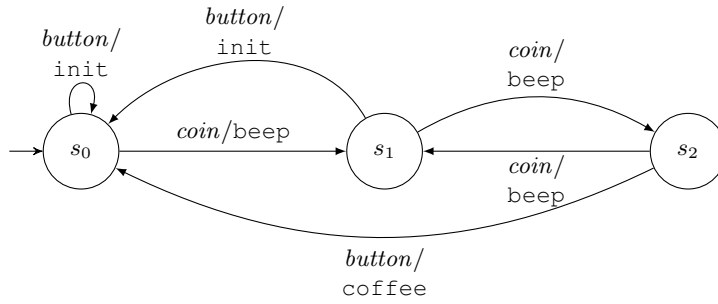 button/
init
button/
init
coin/
beep
coin/beep
s0
s1
s2
coin/
beep
button/
coffee